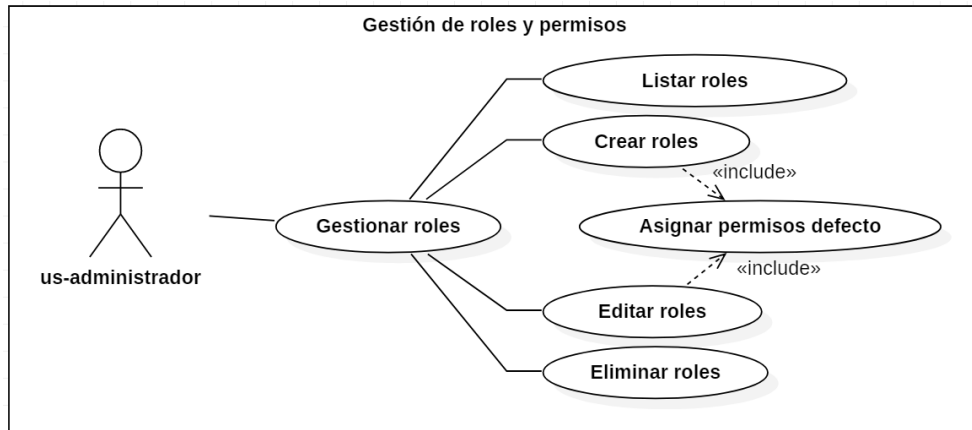 Gestión de roles y permisos
Listar roles
Crear roles
«include»
Gestionar roles
Asignar permisos defecto
«include»
us-administrador
Editar roles
Eliminar roles